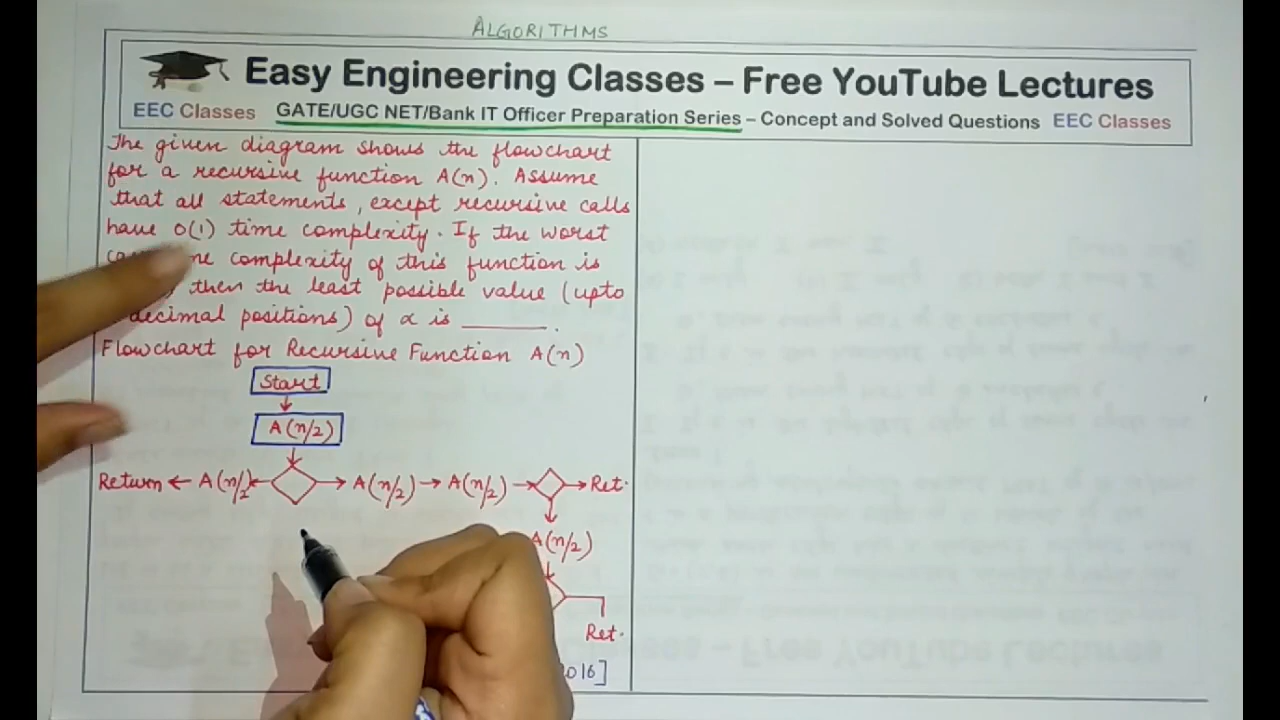 ALGORITHMS
Easy Engineering Classes – Free YouTube Lectures
EEC Classes GATE/UGC NET/Bank IT Officer Preparation Series – Concept and Solved Questions EEC Classes
The given diagram shows the flowchart
for a recursive function A(n). Assume
that all statements, except recursive calls
have O(1) time complexity. If the worst
complexity of this function is
then the least possible value (upto
decimal positions) of α is ______.
Flowchart for Recursive Function A(n)
Start
A(n/2)
Return ← A(n/2) A(n/2) → A(n/2) → Ret.
A(n/2)
Ret.
2016]